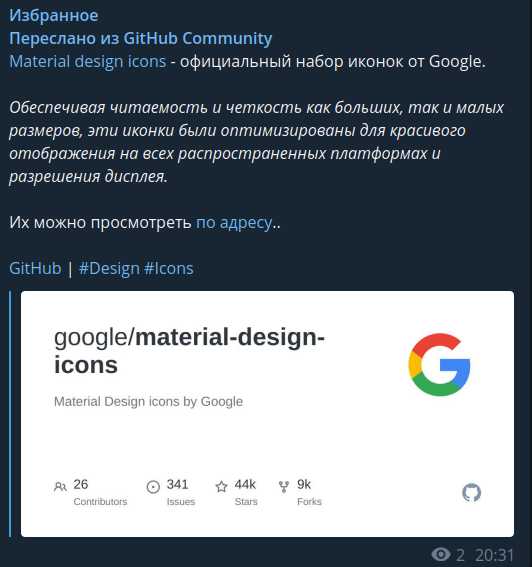 Избранное
Переслано из GitHub Community
Material design icons - официальный набор иконок от Google.
Обеспечивая читаемость и четкость как больших, так и малых
размеров, эти иконки были оптимизированы для красивого
отображения на всех распространенных платформах и
разрешения дисплея.
Их можно просмотреть по адресу..
GitHub | #Design #Icons
google/material-design-
icons
Material Design icons by Google
26 341 44k 9k
Contributors Issues Stars Forks
2 20:31